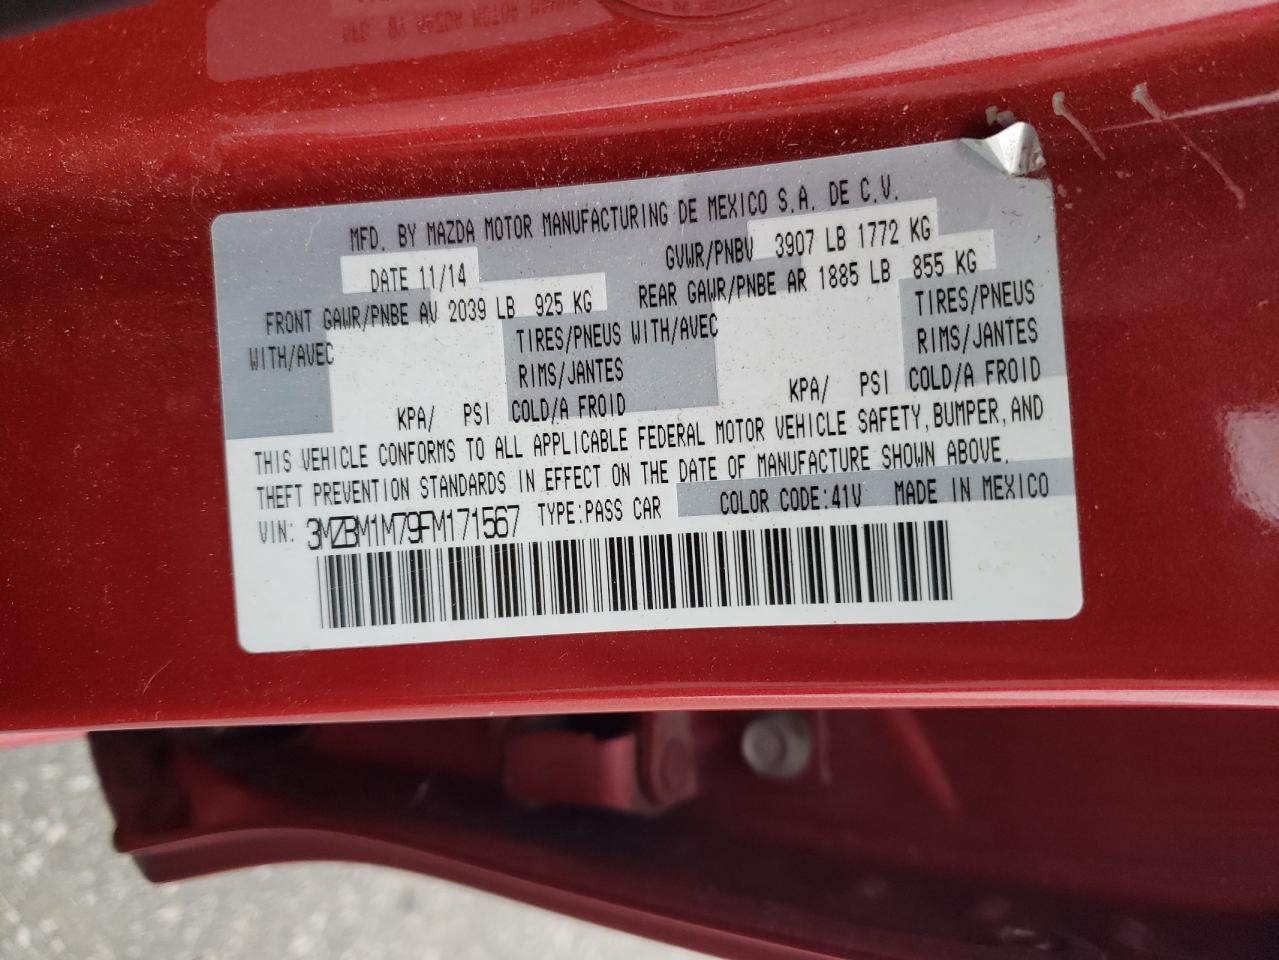 MFD. BY MAZDA MOTOR MANUFACTURING DE MEXICO S.A. DE C.V.
DATE 11/14 GVWR/PNBV 3907 LB 1772 KG
FRONT GAWR/PNBE AV 2039 LB 925 KG REAR GAWR/PNBE AR 1885 LB 855 KG
WITH/AVEC TIRES/PNEUS WITH/AVEC TIRES/PNEUS
RIMS/JANTES RIMS/JANTES
KPA/ PSI COLD/A FROID KPA/ PSI COLD/A FROID
THIS VEHICLE CONFORMS TO ALL APPLICABLE FEDERAL MOTOR VEHICLE SAFETY, BUMPER, AND
THEFT PREVENTION STANDARDS IN EFFECT ON THE DATE OF MANUFACTURE SHOWN ABOVE.
VIN: 3MZBM1M79FM171567 TYPE:PASS CAR COLOR CODE:41V MADE IN MEXICO